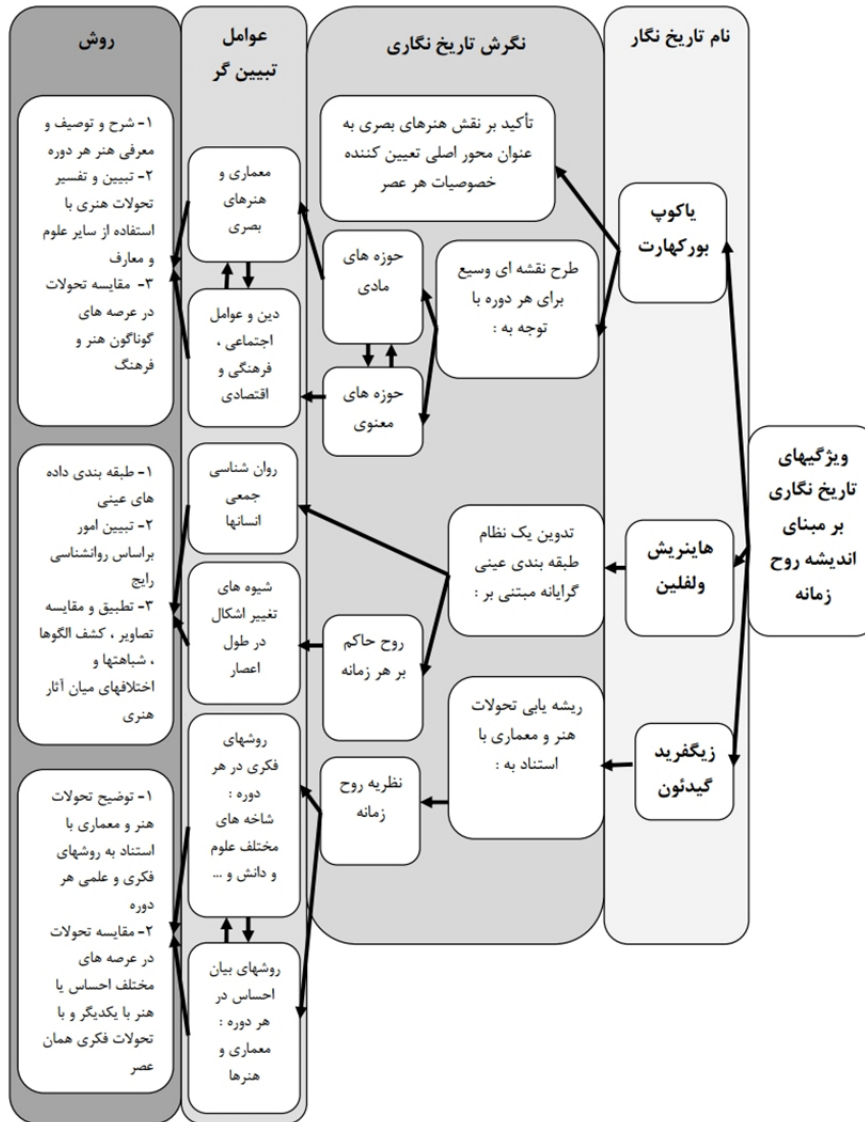 نام تاریخ نگار
نگرش تاریخ نگاری
عوامل
تبیین گر
روش
ویژگیهای
تاریخ نگاری
بر مبنای
اندیشه روح
زمانه
یاکوپ
بورکهارت
تأکید بر نقش هنرهای بصری به
عنوان محور اصلی تعیین کننده
خصوصیات هر عصر
طرح نقشه ای وسیع
برای هر دوره با
توجه به :
حوزه های
مادی
حوزه های
معنوی
معماری و
هنرهای
بصری
دین و عوامل
اجتماعی ،
فرهنگی و
اقتصادی
۱- شرح و توصیف و
معرفی هنر هر دوره
۲- تبیین و تفسیر
تحولات هنری با
استفاده از سایر علوم
و معارف
۳- مقایسه تحولات
در عرصه های
گوناگون هنر و
فرهنگ
هاینریش
ولفلین
تدوین یک نظام
طبقه بندی عینی
گرایانه مبتنی بر :
روح حاکم
بر هر زمانه
روان شناسی
جمعی
انسانها
شیوه های
تغییر اشکال
در طول
اعصار
۱- طبقه بندی داده
های عینی
۲- تبیین امور
براساس روانشناسی
رایج
۳- تطبیق و مقایسه
تصاویر ، کشف الگوها
، شباهتها و
اختلافهای میان آثار
هنری
زیگفرید
گیدئون
ریشه یابی تحولات
هنر و معماری با
استناد به :
نظریه روح
زمانه
روشهای
فکری در هر
دوره :
شاخه های
مختلف علوم
و دانش و ...
روشهای بیان
احساس در
هر دوره :
معماری و
هنرها
۱- توضیح تحولات
هنر و معماری با
استناد به روشهای
فکری و علمی هر
دوره
۲- مقایسه تحولات
در عرصه های
مختلف احساس یا
هنر با یکدیگر و با
تحولات فکری همان
عصر